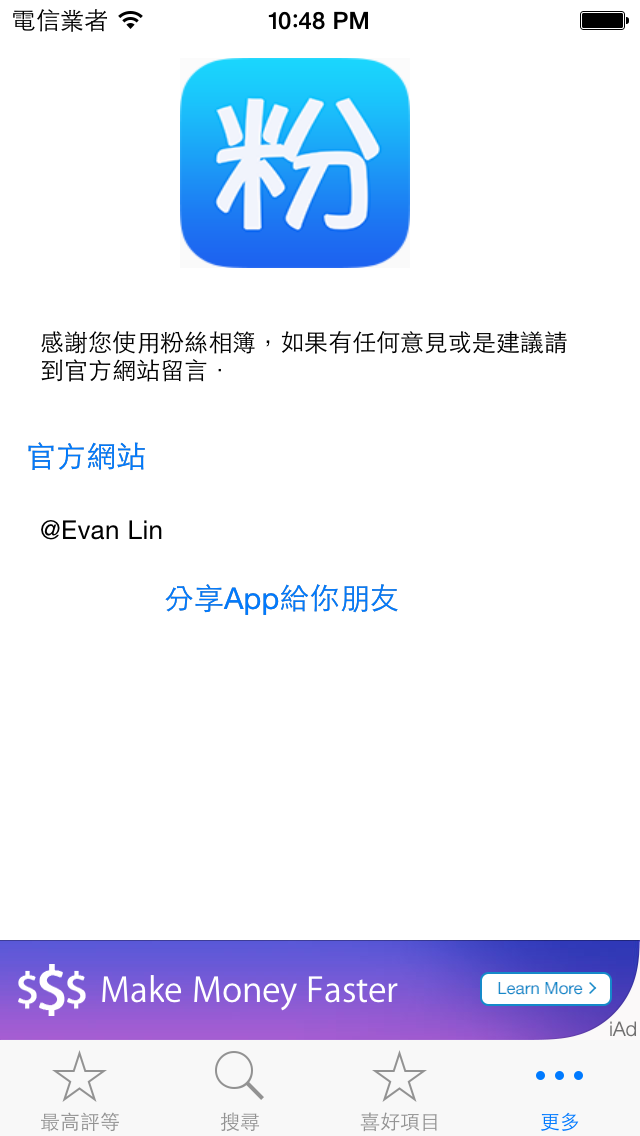 電信業者 10:48 PM
粉
感謝您使用粉絲相簿，如果有任何意見或是建議請
到官方網站留言．
官方網站
@Evan Lin
分享App給你朋友
$$$ Make Money Faster Learn More >
iAd
最高評等 搜尋 喜好項目 更多